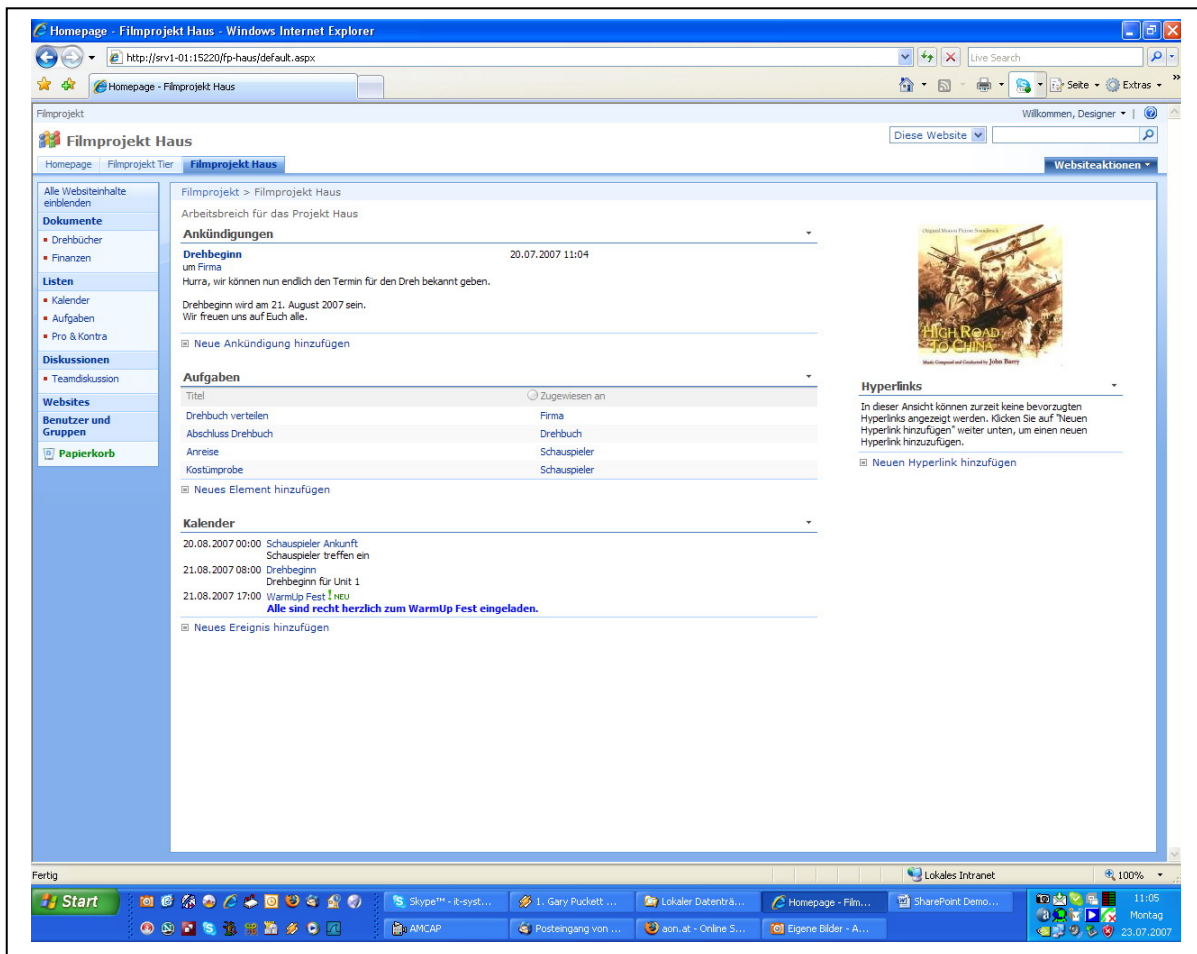 Homepage - Filmprojekt Haus - Windows Internet Explorer
http://srv1-01:15220/fp-haus/default.aspx
Live Search
Homepage - Filmprojekt Haus
Seite
Extras
Filmprojekt
Willkommen, Designer
Filmprojekt Haus
Diese Website
Homepage Filmprojekt Tier Filmprojekt Haus
Websiteaktionen
Alle Websiteinhalte
einblenden
Dokumente
Drehbücher
Finanzen
Listen
Kalender
Aufgaben
Pro & Kontra
Diskussionen
Teamdiskussion
Websites
Benutzer und
Gruppen
Papierkorb
Filmprojekt > Filmprojekt Haus
Arbeitsbreich für das Projekt Haus
Ankündigungen
Drehbeginn 20.07.2007 11:04
um Firma
Hurra, wir können nun endlich den Termin für den Dreh bekannt geben.
Drehbeginn wird am 21. August 2007 sein.
Wir freuen uns auf Euch alle.
Neue Ankündigung hinzufügen
Aufgaben
Titel Zugewiesen an
Drehbuch verteilen Firma
Abschluss Drehbuch Drehbuch
Anreise Schauspieler
Kostümprobe Schauspieler
Neues Element hinzufügen
Kalender
20.08.2007 00:00 Schauspieler Ankunft
Schauspieler treffen ein
21.08.2007 08:00 Drehbeginn
Drehbeginn für Unit 1
21.08.2007 17:00 WarmUp Fest ! NEU
Alle sind recht herzlich zum WarmUp Fest eingeladen.
Neues Ereignis hinzufügen
Original Motion Picture Soundtrack
HIGH ROAD
TO CHINA
Music Composed and Conducted by John Barry
Hyperlinks
In dieser Ansicht können zurzeit keine bevorzugten
Hyperlinks angezeigt werden. Klicken Sie auf "Neuen
Hyperlink hinzufügen" weiter unten, um einen neuen
Hyperlink hinzuzufügen.
Neuen Hyperlink hinzufügen
Fertig
Lokales Intranet
100%
Start
Skype™ - it-syst...
1. Gary Puckett ...
Lokaler Datenträ...
Homepage - Film...
SharePoint Demo...
11:05
AMCAP
Posteingang von ...
aon.at - Online S...
Eigene Bilder - A...
Montag
23.07.2007